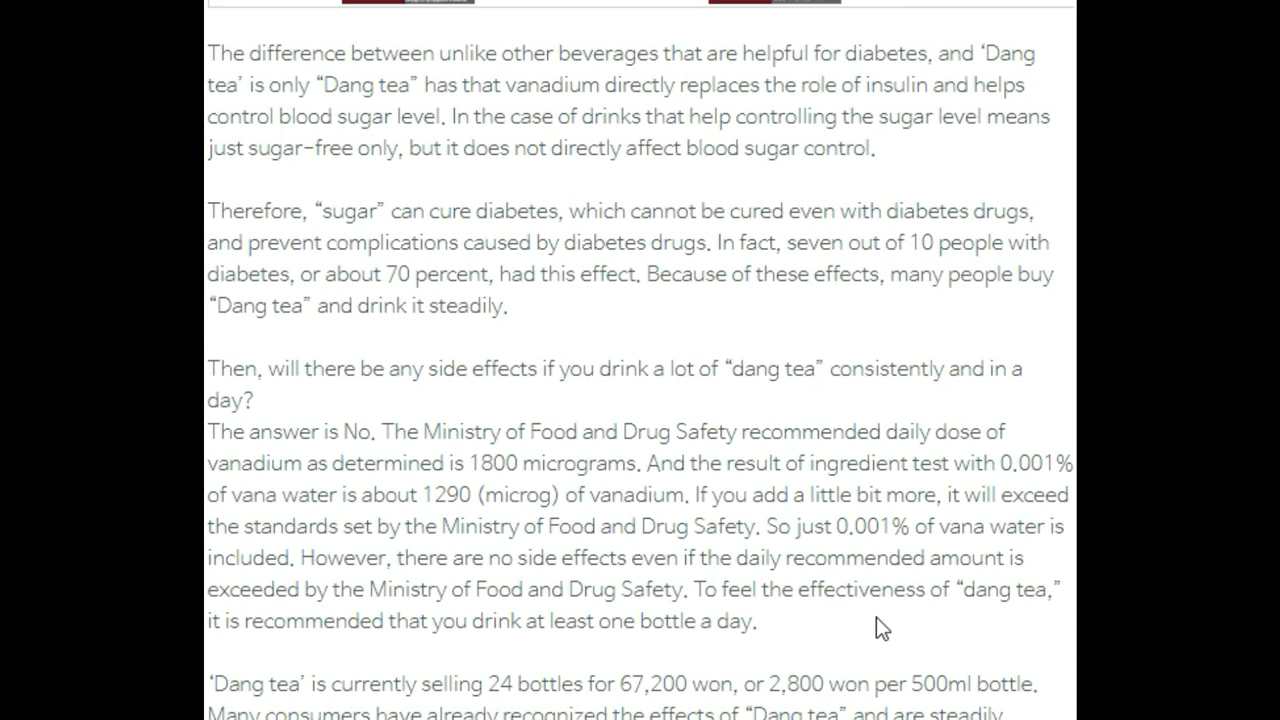 The difference between unlike other beverages that are helpful for diabetes, and ‘Dang
tea’ is only “Dang tea” has that vanadium directly replaces the role of insulin and helps
control blood sugar level. In the case of drinks that help controlling the sugar level means
just sugar-free only, but it does not directly affect blood sugar control.
Therefore, “sugar” can cure diabetes, which cannot be cured even with diabetes drugs,
and prevent complications caused by diabetes drugs. In fact, seven out of 10 people with
diabetes, or about 70 percent, had this effect. Because of these effects, many people buy
“Dang tea” and drink it steadily.
Then, will there be any side effects if you drink a lot of “dang tea” consistently and in a
day?
The answer is No. The Ministry of Food and Drug Safety recommended daily dose of
vanadium as determined is 1800 micrograms. And the result of ingredient test with 0.001%
of vana water is about 1290 (microg) of vanadium. If you add a little bit more, it will exceed
the standards set by the Ministry of Food and Drug Safety. So just 0.001% of vana water is
included. However, there are no side effects even if the daily recommended amount is
exceeded by the Ministry of Food and Drug Safety. To feel the effectiveness of “dang tea,”
it is recommended that you drink at least one bottle a day.
‘Dang tea’ is currently selling 24 bottles for 67,200 won, or 2,800 won per 500ml bottle.
Many consumers have already recognized the effects of “Dang tea” and are steadily